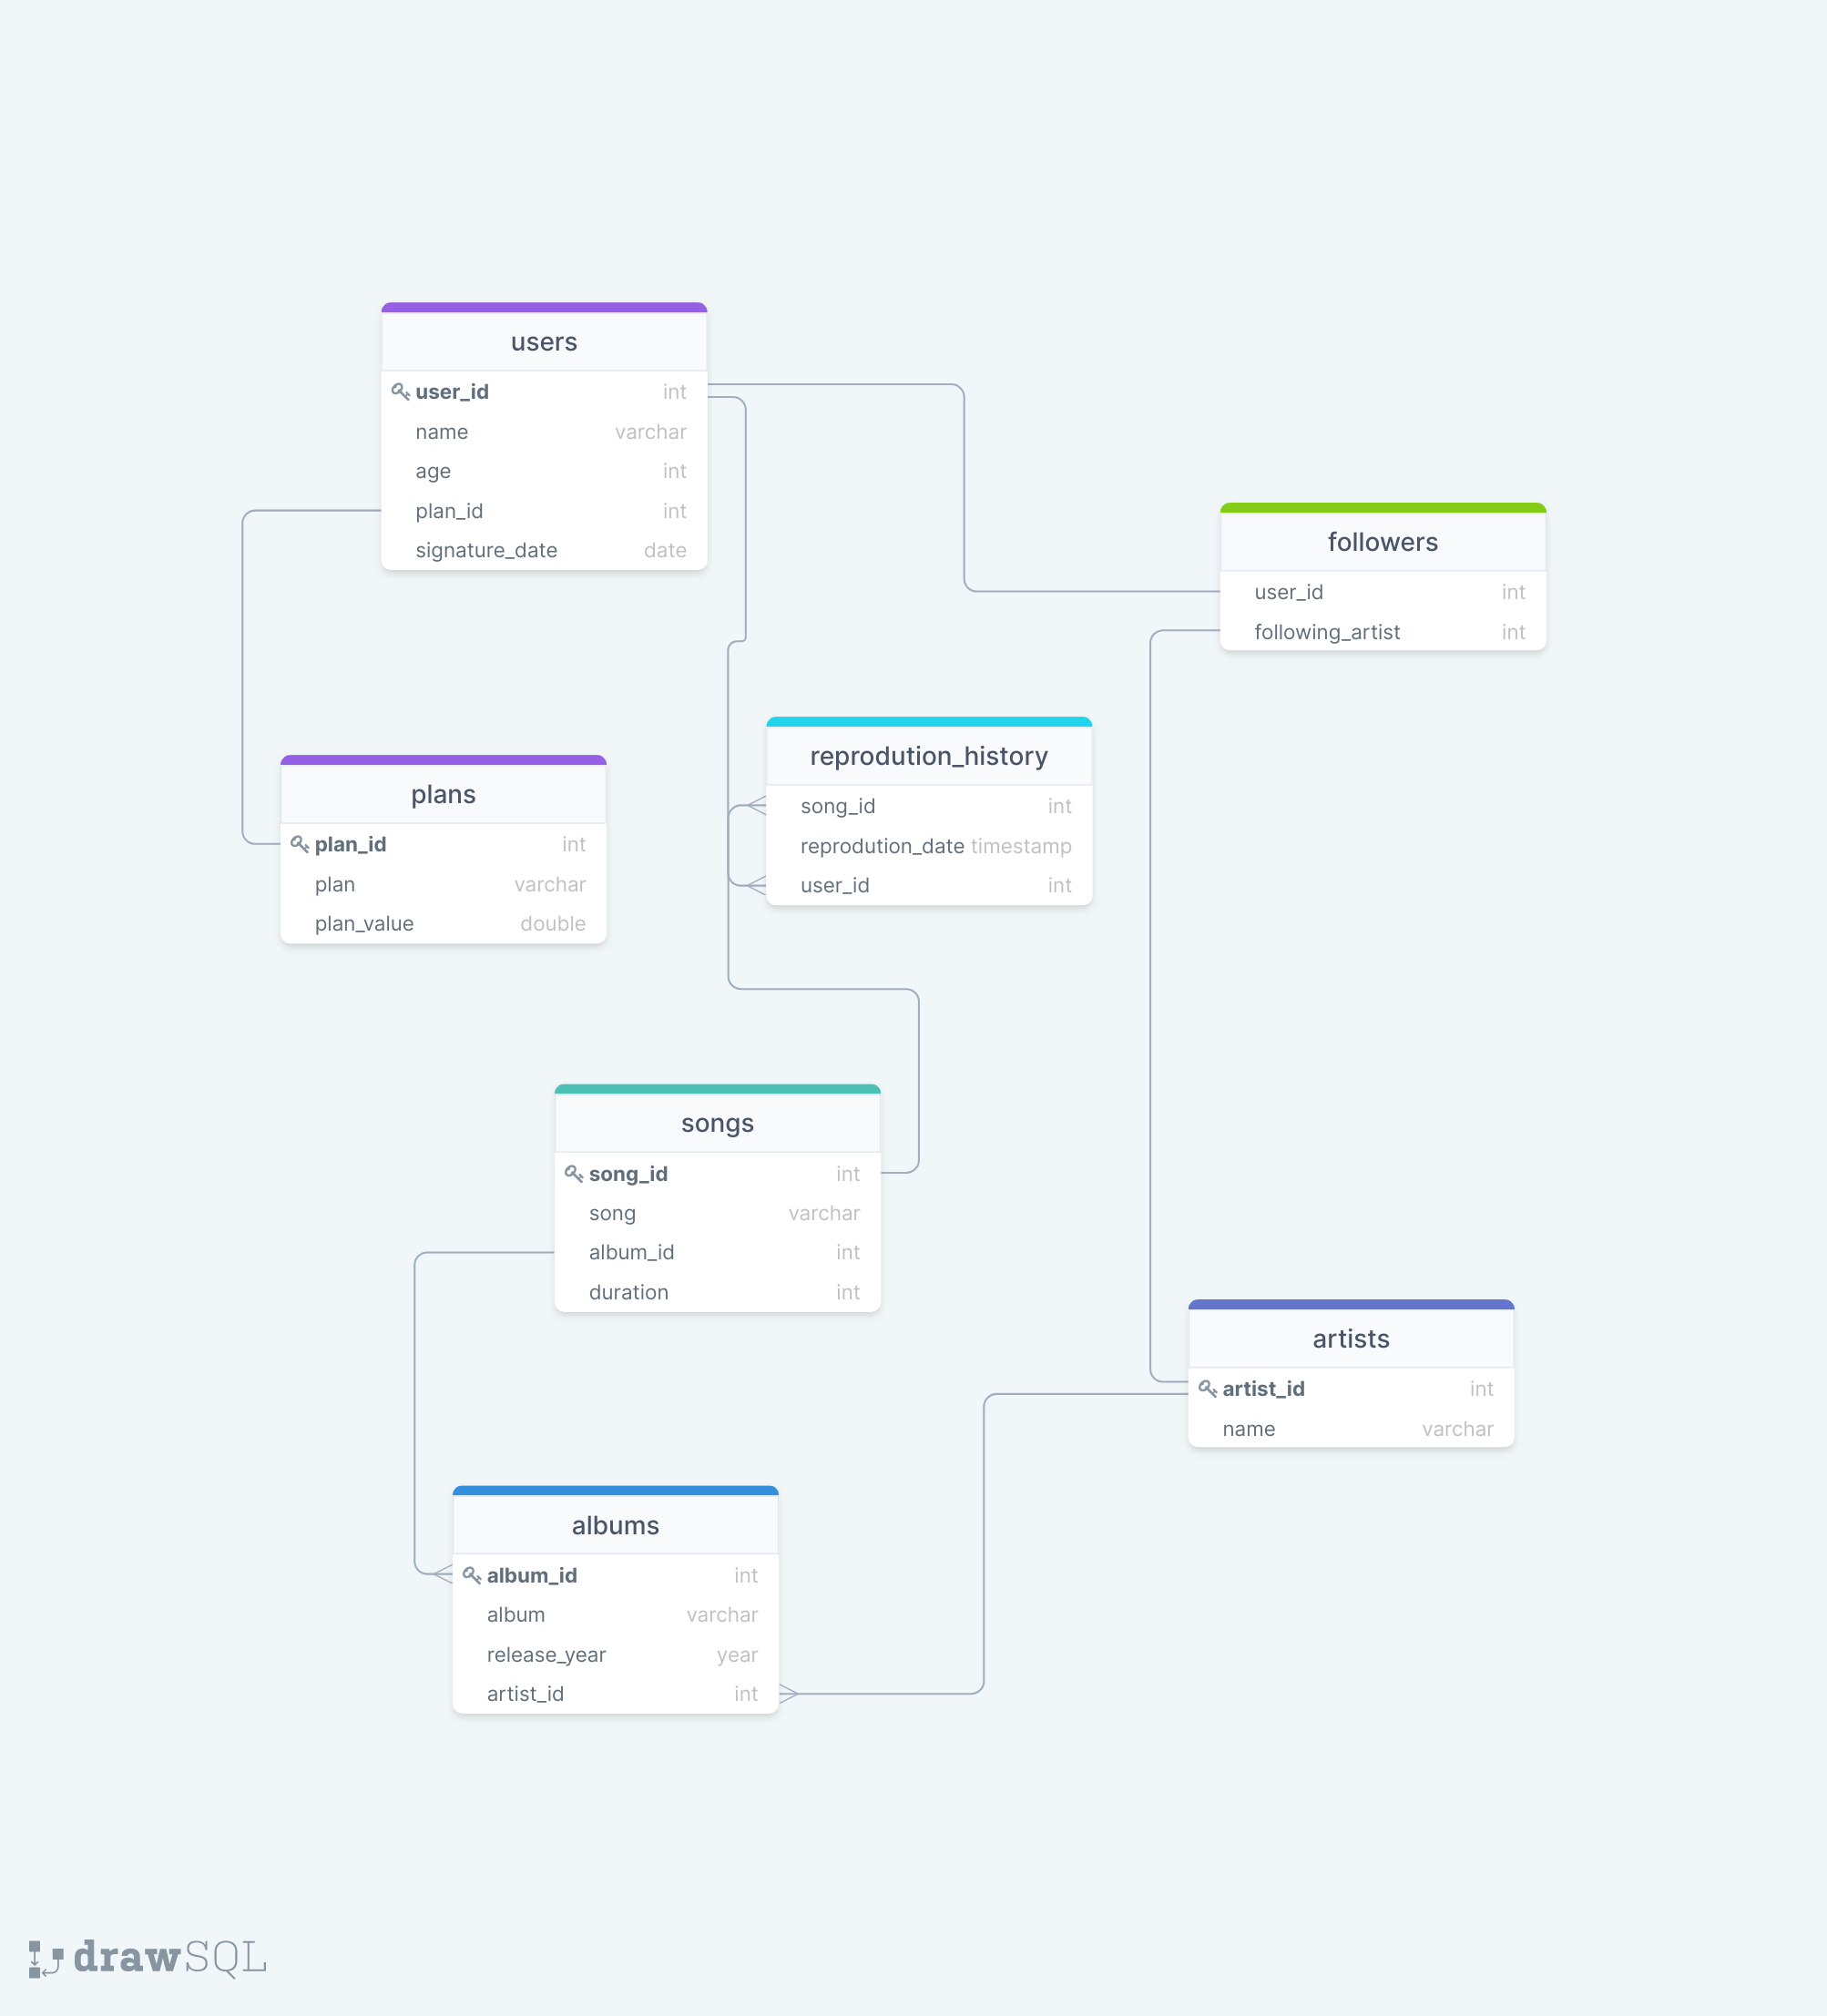 users
user_id int
name varchar
age int
plan_id int
signature_date date
followers
user_id int
following_artist int
reprodution_history
song_id int
reprodution_date timestamp
user_id int
plans
plan_id int
plan varchar
plan_value double
songs
song_id int
song varchar
album_id int
duration int
artists
artist_id int
name varchar
albums
album_id int
album varchar
release_year year
artist_id int
drawSQL